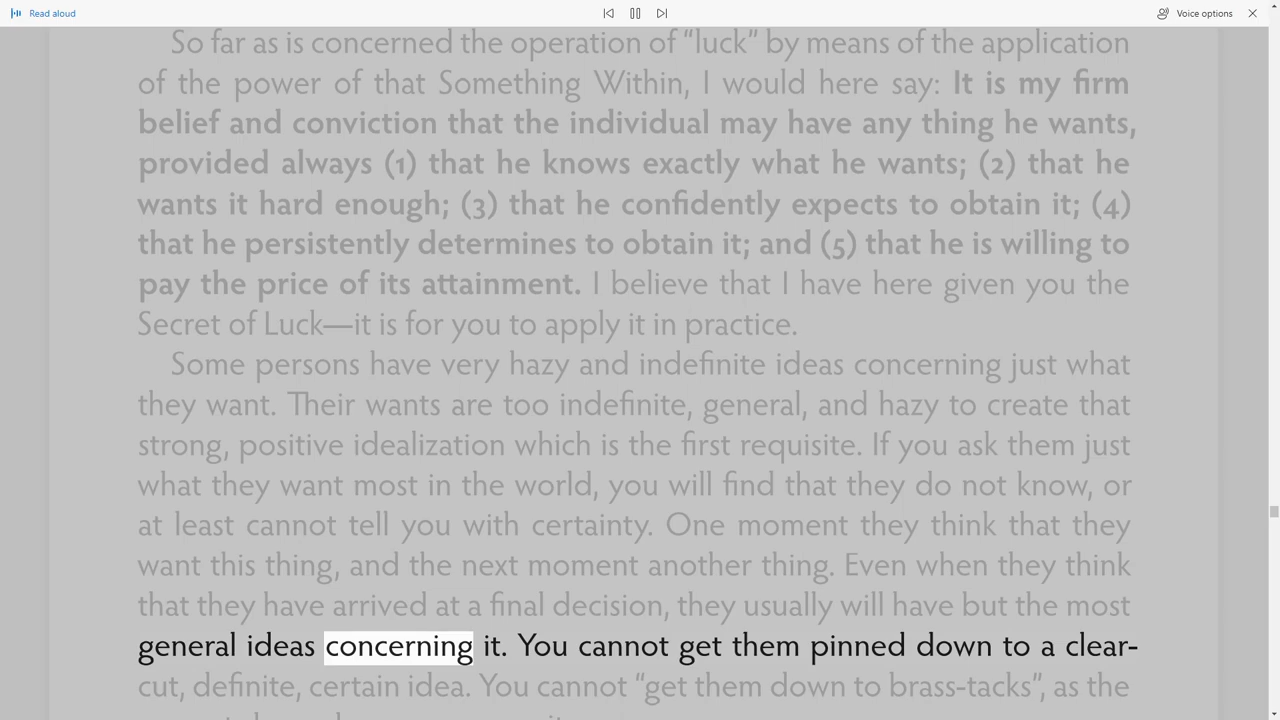 Read aloud
Voice options
So far as is concerned the operation of “luck” by means of the application
of the power of that Something Within, I would here say: It is my firm
belief and conviction that the individual may have any thing he wants,
provided always (1) that he knows exactly what he wants; (2) that he
wants it hard enough; (3) that he confidently expects to obtain it; (4)
that he persistently determines to obtain it; and (5) that he is willing to
pay the price of its attainment. I believe that I have here given you the
Secret of Luck—it is for you to apply it in practice.
Some persons have very hazy and indefinite ideas concerning just what
they want. Their wants are too indefinite, general, and hazy to create that
strong, positive idealization which is the first requisite. If you ask them just
what they want most in the world, you will find that they do not know, or
at least cannot tell you with certainty. One moment they think that they
want this thing, and the next moment another thing. Even when they think
that they have arrived at a final decision, they usually will have but the most
general ideas concerning it. You cannot get them pinned down to a clear-
cut, definite, certain idea. You cannot “get them down to brass-tacks”, as the